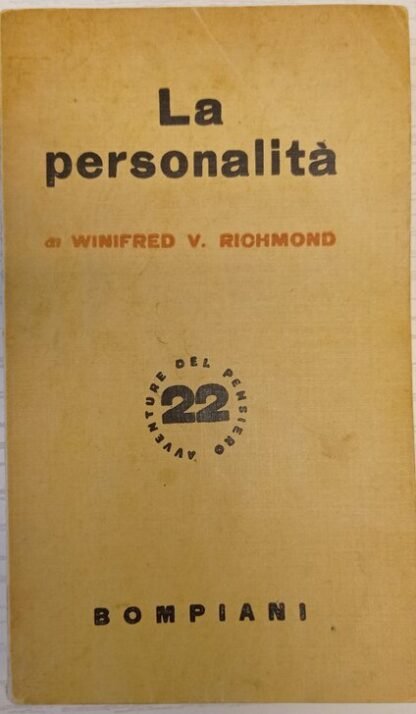 La
personalità
di WINIFRED V. RICHMOND
AVVENTURE DEL PENSIERO
22
BOMPIANI